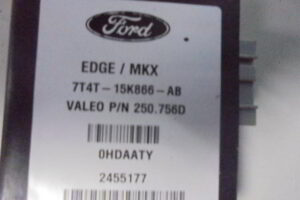 Ford
EDGE / MKX
7T4T-15K866-AB
VALEO P/N 250.756D
0HDAATY
2455177